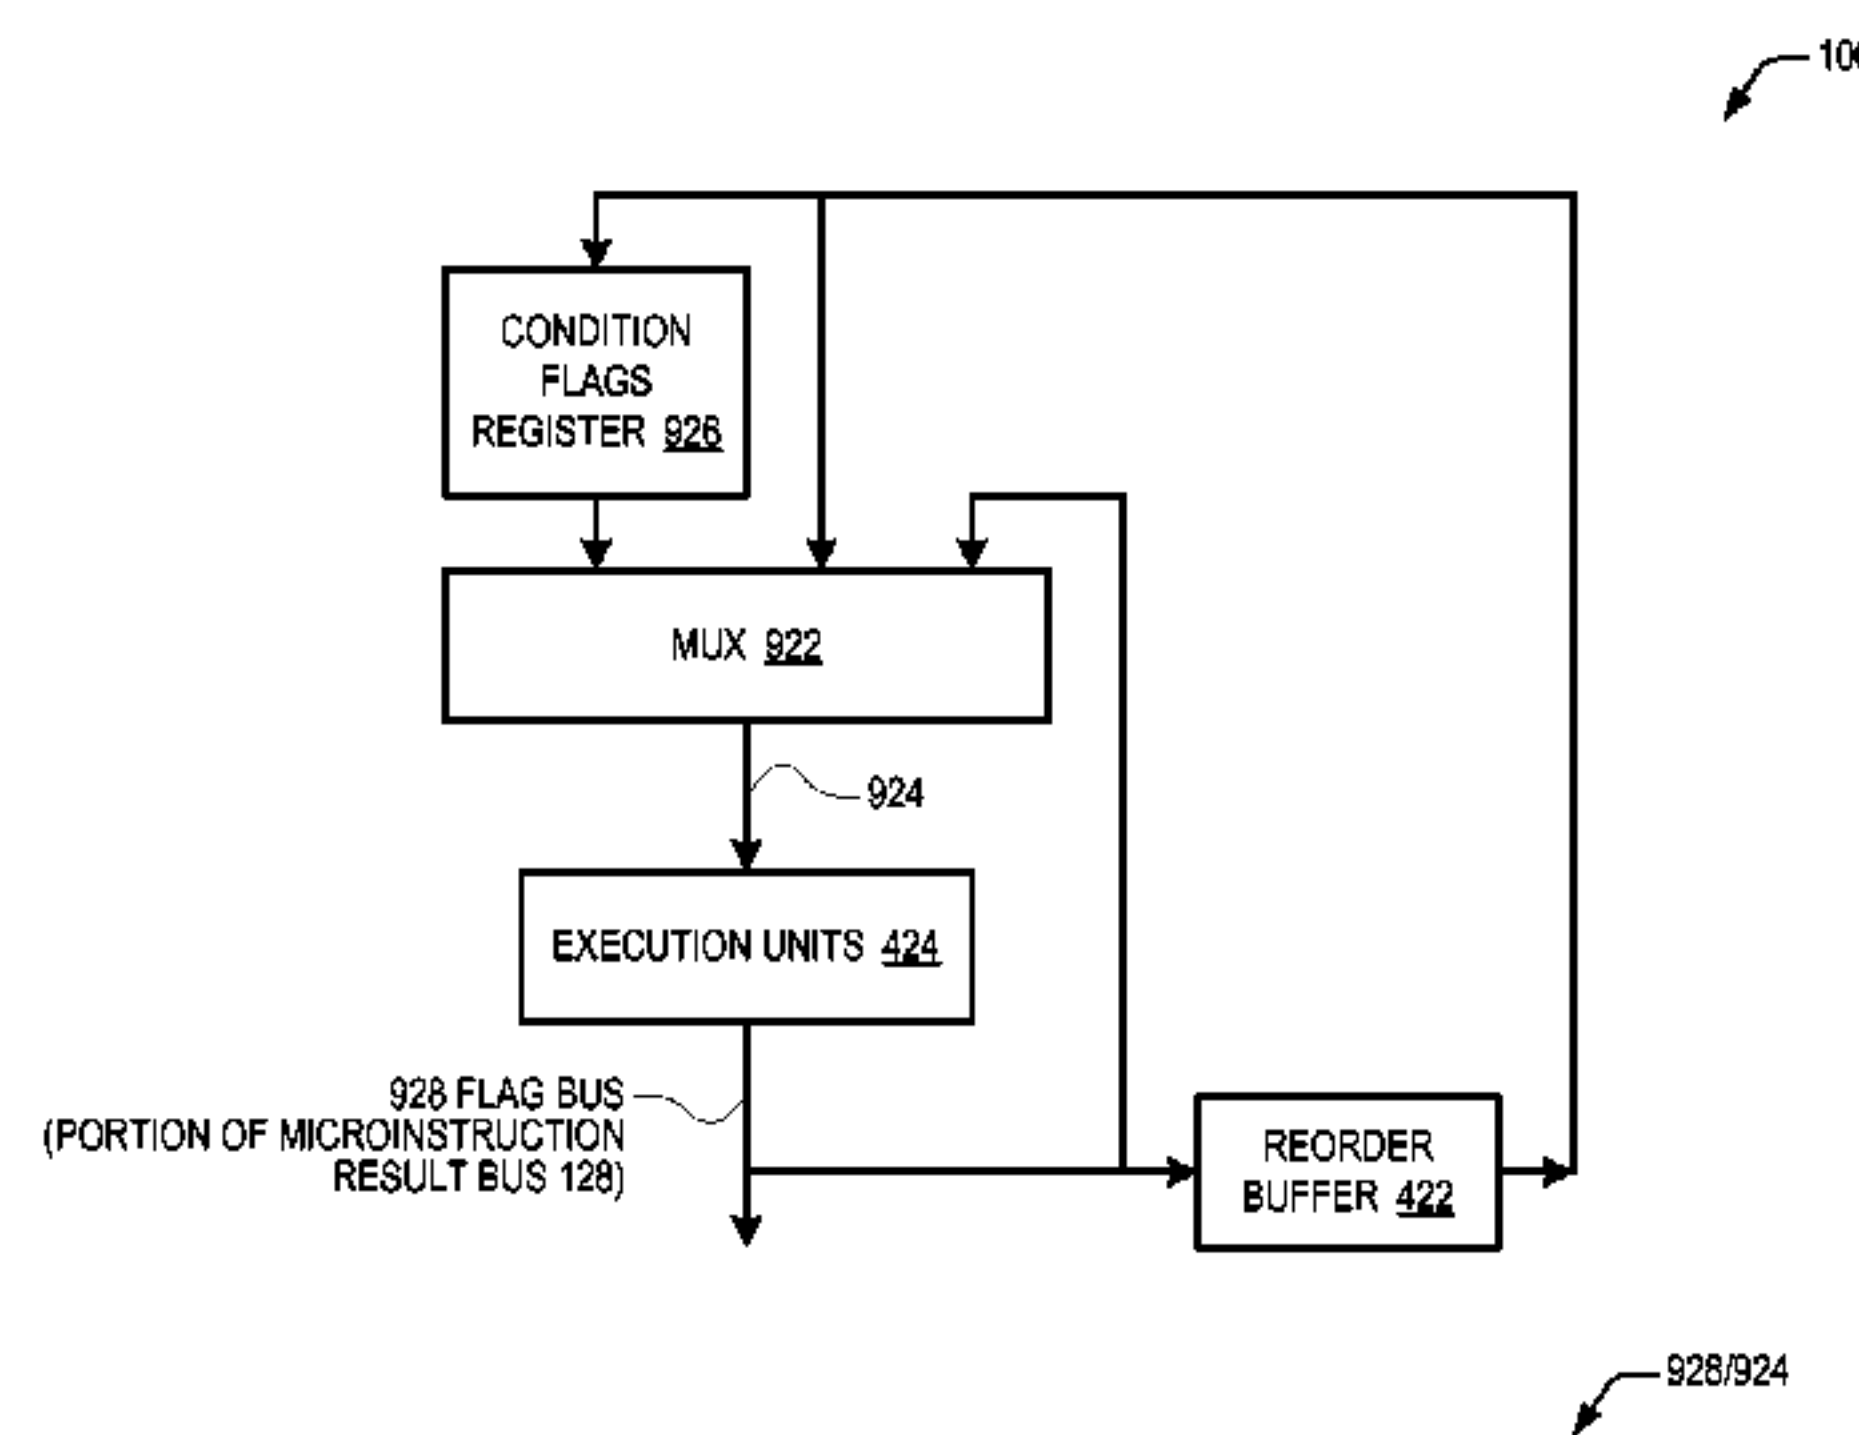 CONDITION
FLAGS
REGISTER 926
MUX 922
924
EXECUTION UNITS 424
928 FLAG BUS
(PORTION OF MICROINSTRUCTION
RESULT BUS 128)
REORDER
BUFFER 422
928/924